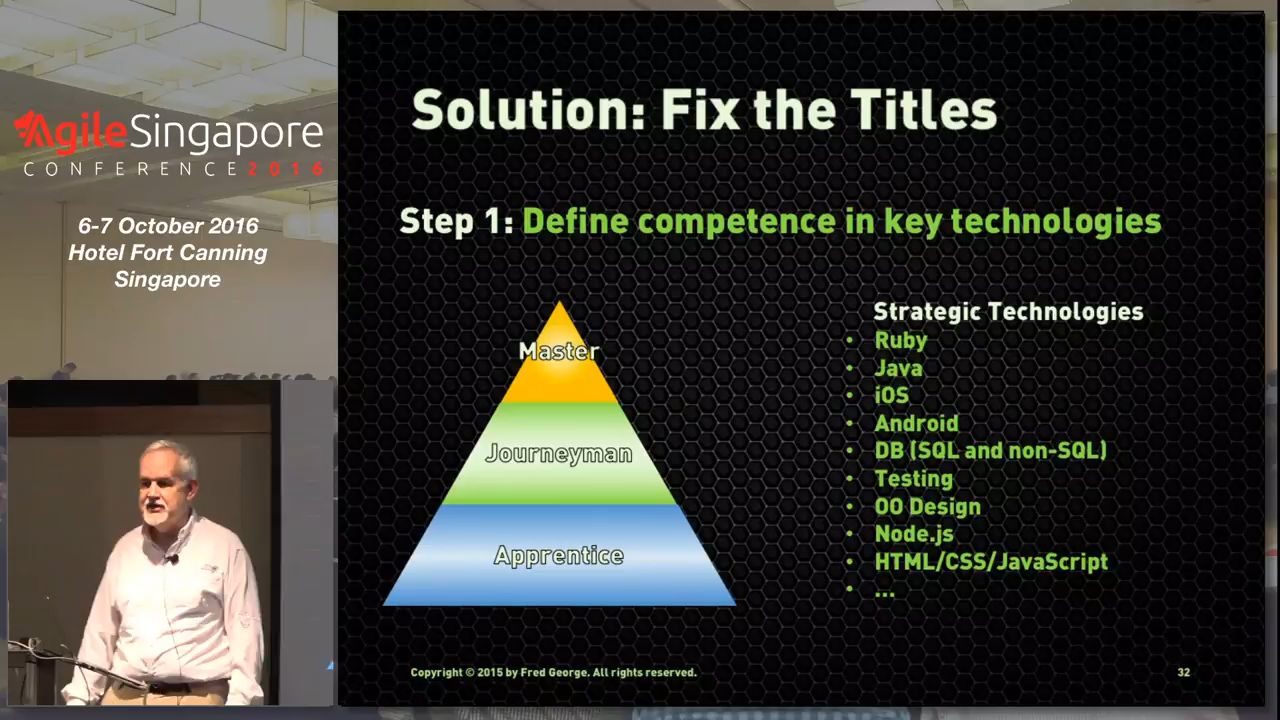 AgileSingapore
CONFERENCE 2016
6-7 October 2016
Hotel Fort Canning
Singapore
Solution: Fix the Titles
Step 1: Define competence in key technologies
Master
Journeyman
Apprentice
Strategic Technologies
• Ruby
• Java
• iOS
• Android
• DB (SQL and non-SQL)
• Testing
• OO Design
• Node.js
• HTML/CSS/JavaScript
• ...
Copyright © 2015 by Fred George. All rights reserved.
32